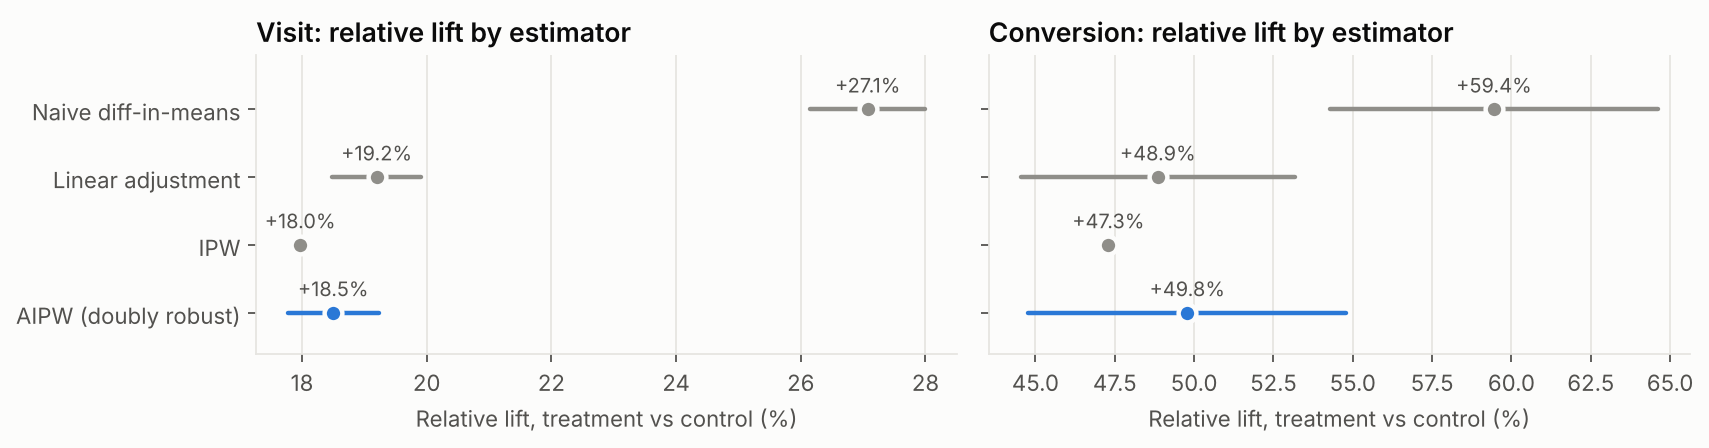 Visit: relative lift by estimator
Naive diff-in-means
+27.1%
Linear adjustment
+19.2%
IPW
+18.0%
AIPW (doubly robust)
+18.5%
18 20 22 24 26 28
Relative lift, treatment vs control (%)
Conversion: relative lift by estimator
+59.4%
+48.9%
+47.3%
+49.8%
45.0 47.5 50.0 52.5 55.0 57.5 60.0 62.5 65.0
Relative lift, treatment vs control (%)